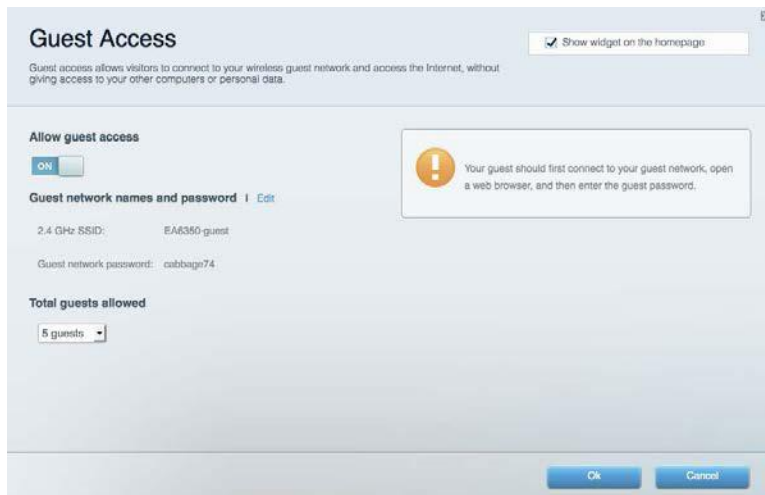 Guest Access
Show widget on the homepage
Guest access allows visitors to connect to your wireless guest network and access the Internet, without
giving access to your other computers or personal data.
Allow guest access
ON
Your guest should first connect to your guest network, open
a web browser, and then enter the guest password.
Guest network names and password | Edit
2.4 GHz SSID: EA6350-guest
Guest network password: cabbage74
Total guests allowed
5 guests
Ok Cancel